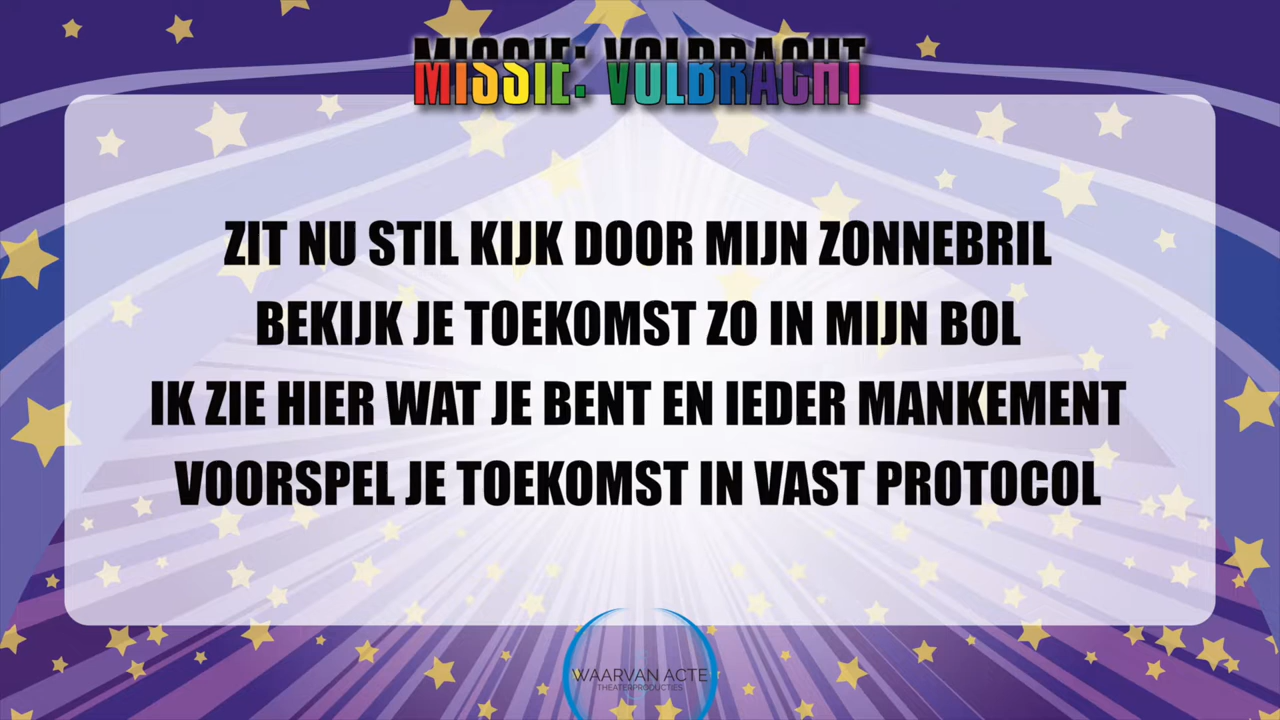 MISSIE: VOLBRACHT
ZIT NU STIL KIJK DOOR MIJN ZONNEBRIL
BEKIJK JE TOEKOMST ZO IN MIJN BOL
IK ZIE HIER WAT JE BENT EN IEDER MANKEMENT
VOORSPEL JE TOEKOMST IN VAST PROTOCOL
WAARVAN ACTE
THEATERPRODUCTIES